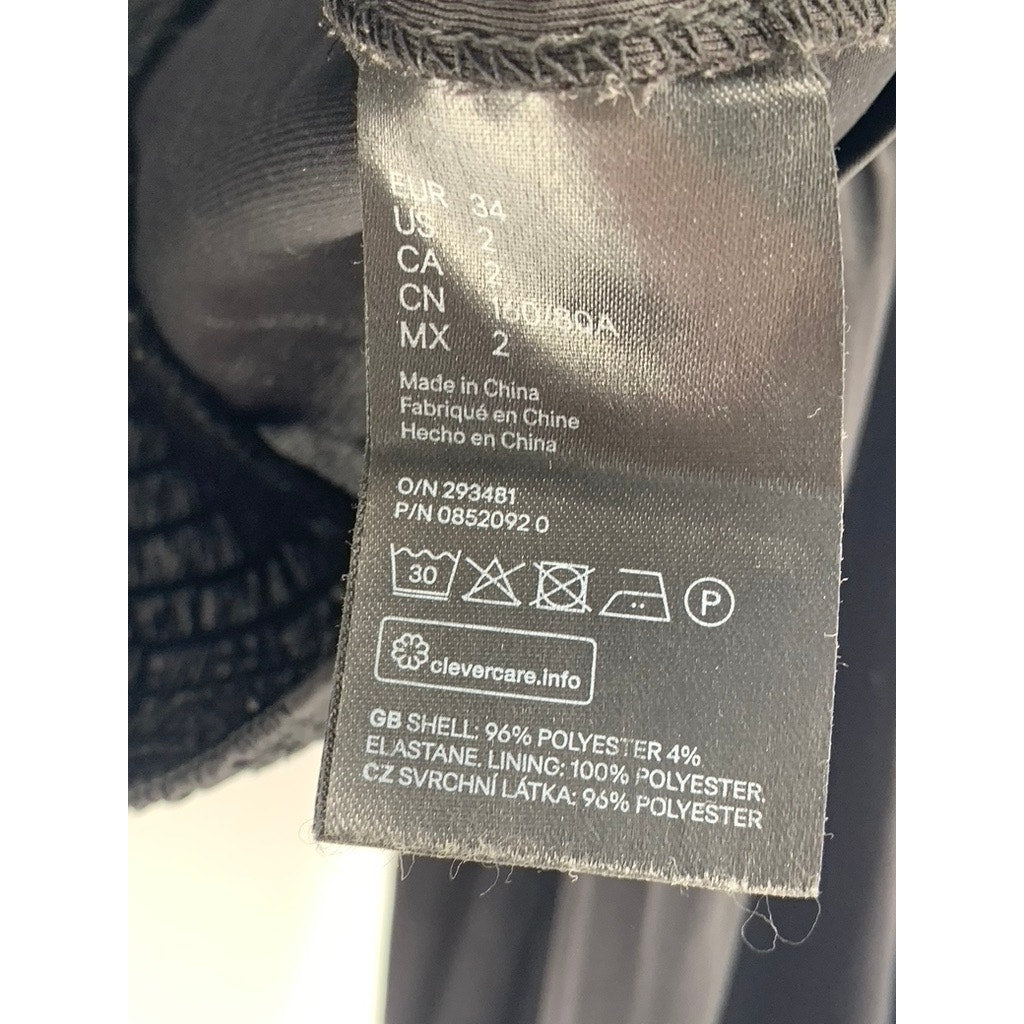 EUR 34
US 2
CA 2
CN 160/80A
MX 2
Made in China
Fabriqué en Chine
Hecho en China
O/N 293481
P/N 0852092 0
30 P
clevercare.info
GB SHELL: 96% POLYESTER 4%
ELASTANE. LINING: 100% POLYESTER.
CZ SVRCHNÍ LÁTKA: 96% POLYESTER